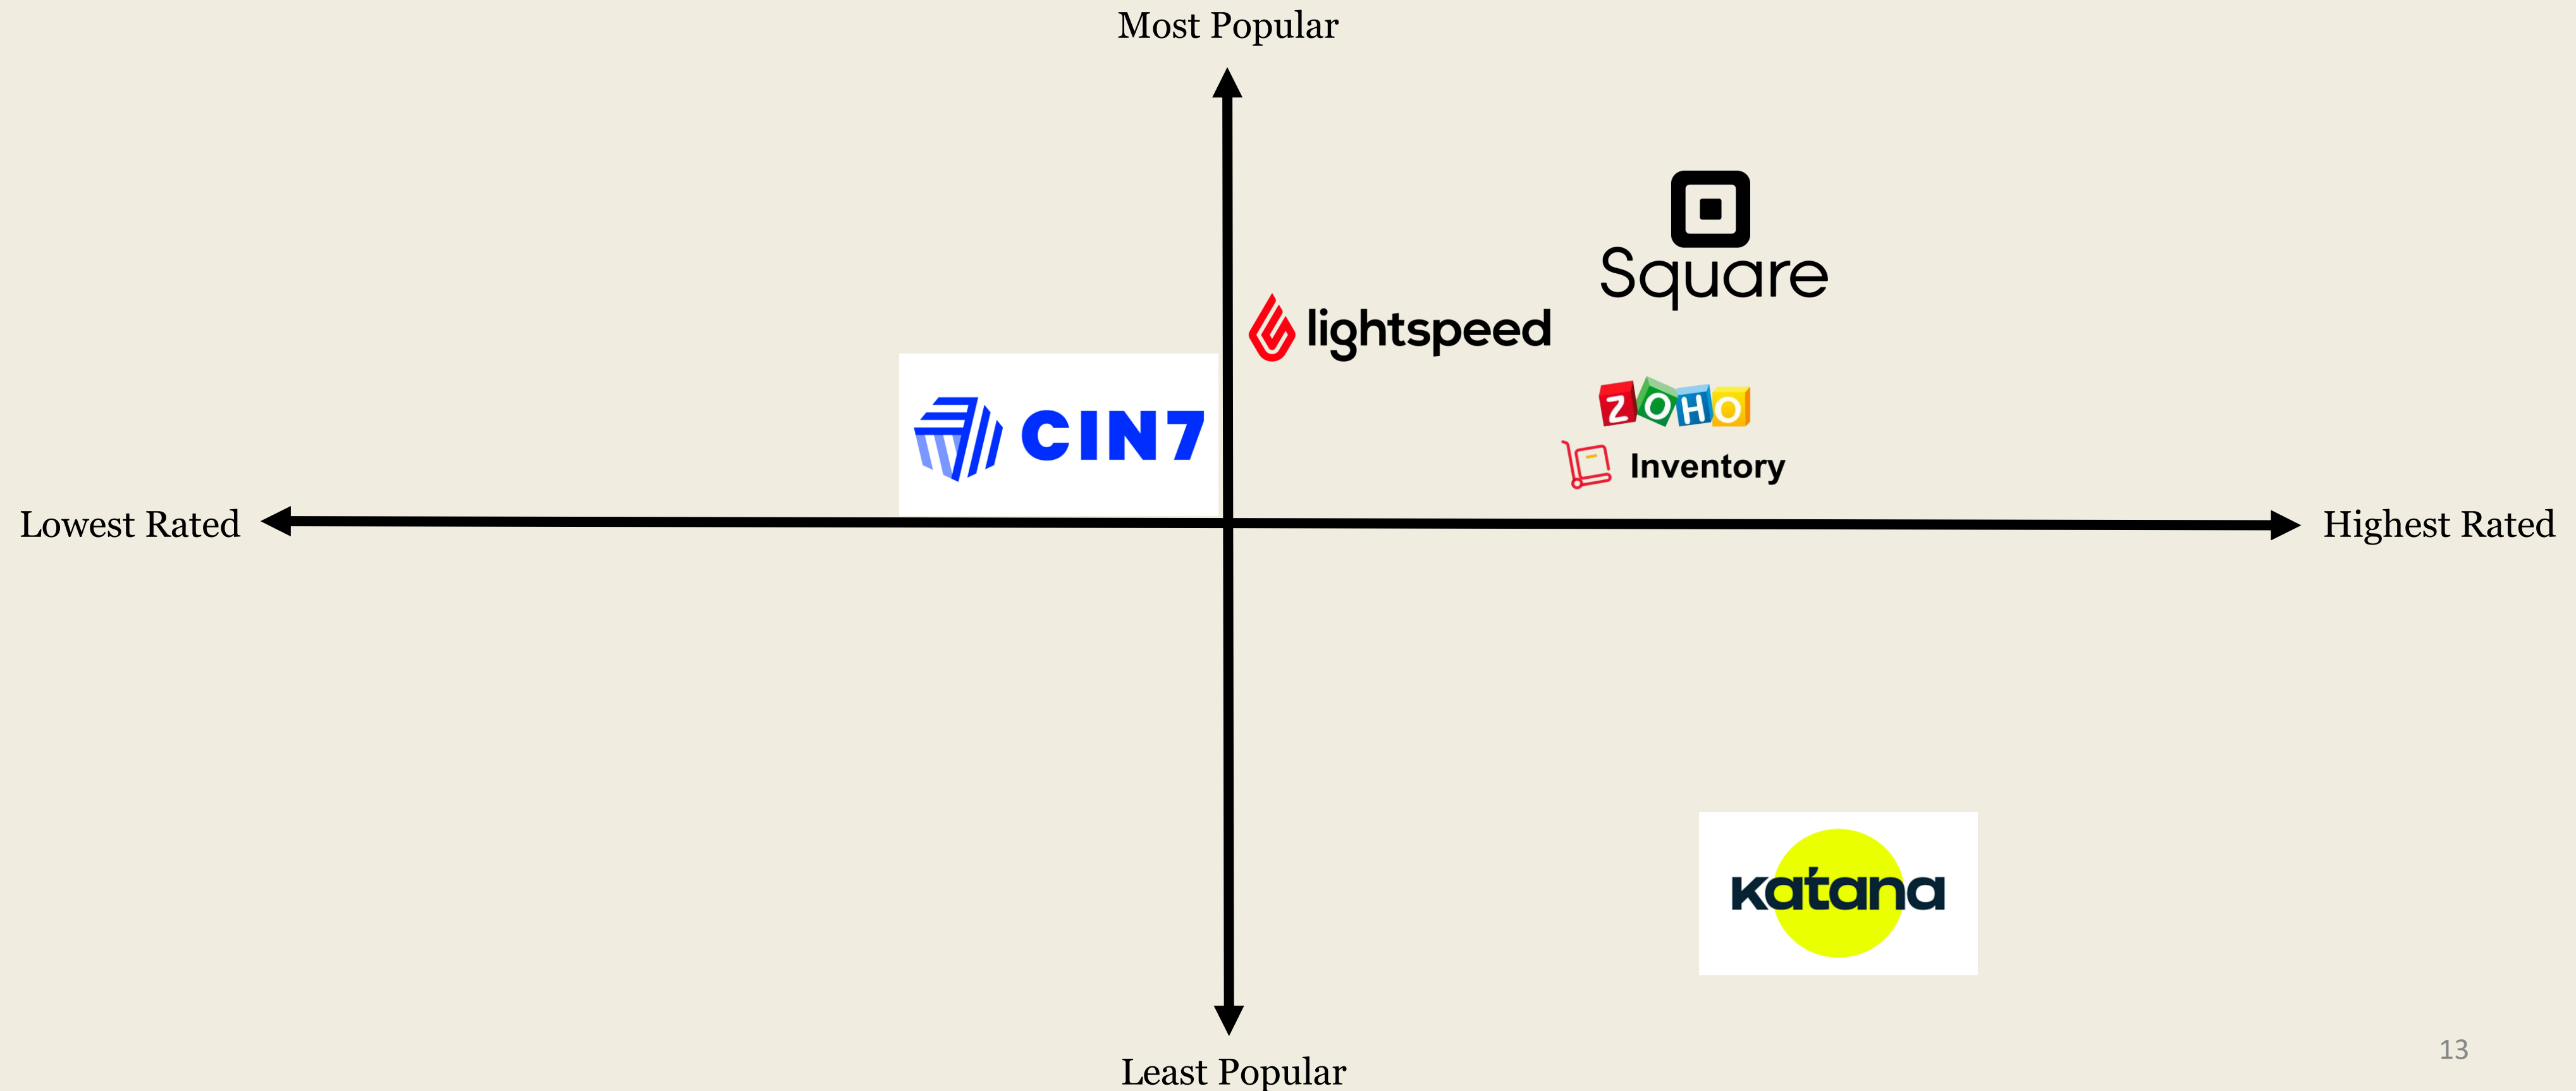 Most Popular
Square
lightspeed
ZOHO
CIN7
Inventory
Lowest Rated
Highest Rated
katana
13
Least Popular